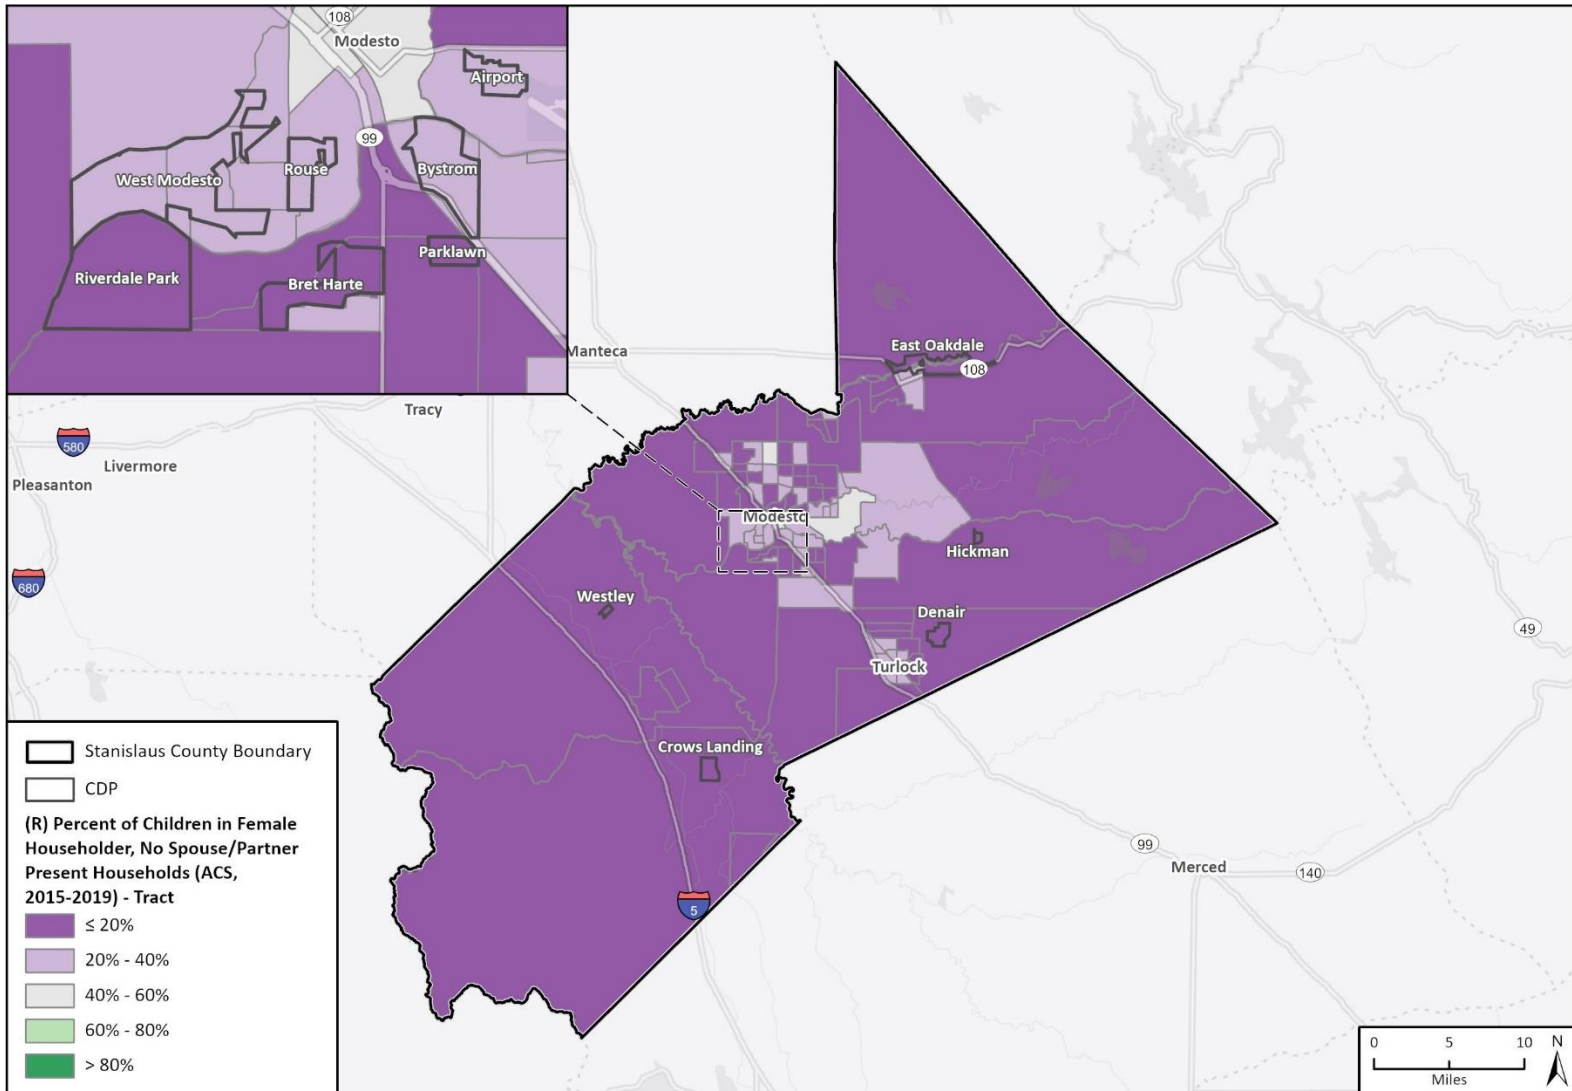 108
Modesto
Airport
99
West Modesto
Rouse
Bystrom
Riverdale Park
Bret Harte
Parklawn
Manteca
East Oakdale
108
Tracy
580
Livermore
Pleasanton
Modesto
Hickman
680
Westley
Denair
49
Turlock
Crows Landing
99
Merced
140
5
Stanislaus County Boundary
CDP
(R) Percent of Children in Female
Householder, No Spouse/Partner
Present Households (ACS,
2015-2019) - Tract
≤ 20%
20% - 40%
40% - 60%
60% - 80%
> 80%
0 5 10
Miles
N